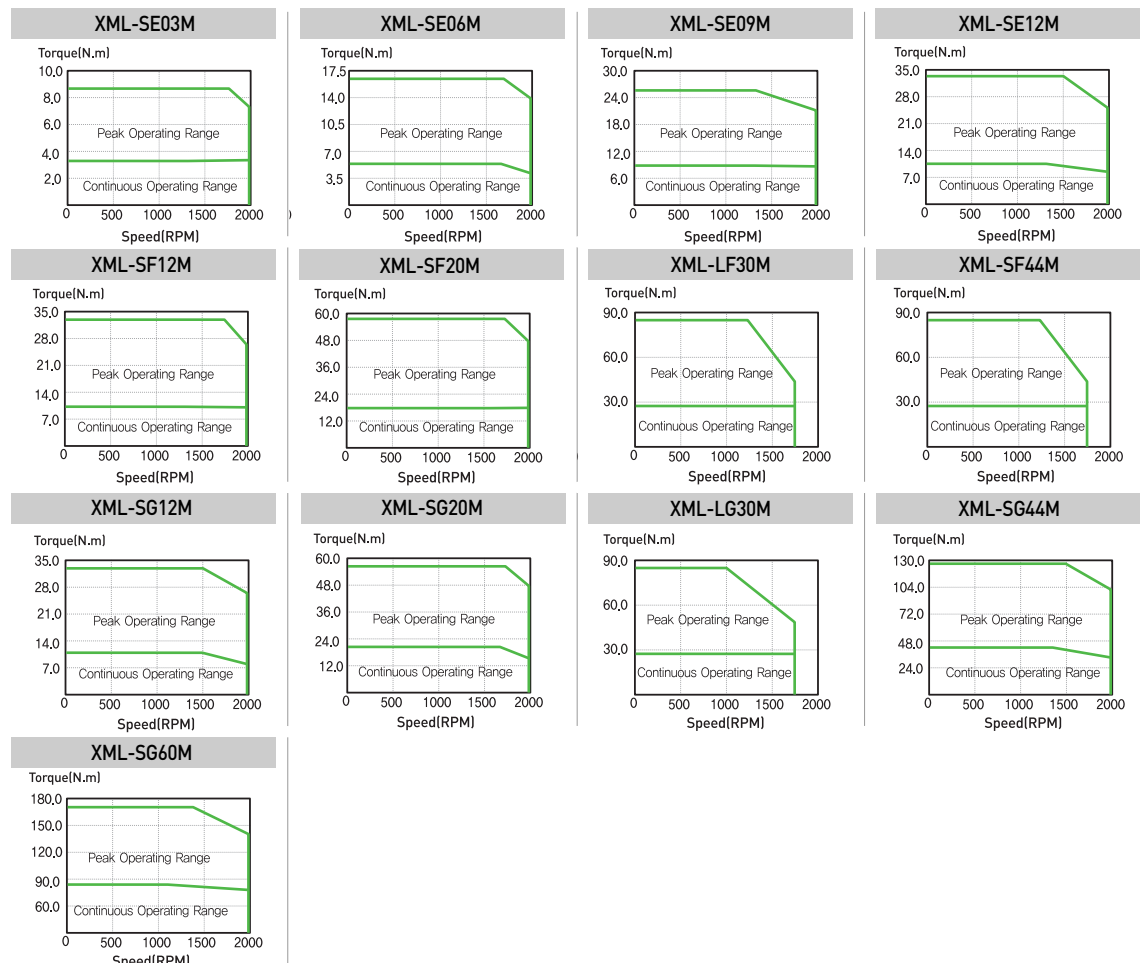 XML-SE03M
Torque(N.m)
10.0
8.0
6.0
4.0
2.0
Peak Operating Range
Continuous Operating Range
0 500 1000 1500 2000
Speed(RPM)
XML-SE06M
Torque(N.m)
17.5
14.0
10.5
7.0
3.5
Peak Operating Range
Continuous Operating Range
0 500 1000 1500 2000
Speed(RPM)
XML-SE09M
Torque(N.m)
30.0
24.0
18.0
12.0
6.0
Peak Operating Range
Continuous Operating Range
0 500 1000 1500 2000
Speed(RPM)
XML-SE12M
Torque(N.m)
35.0
28.0
21.0
14.0
7.0
Peak Operating Range
Continuous Operating Range
0 500 1000 1500 2000
Speed(RPM)
XML-SF12M
Torque(N.m)
35.0
28.0
21.0
14.0
7.0
Peak Operating Range
Continuous Operating Range
0 500 1000 1500 2000
Speed(RPM)
XML-SF20M
Torque(N.m)
60.0
48.0
36.0
24.0
12.0
Peak Operating Range
Continuous Operating Range
0 500 1000 1500 2000
Speed(RPM)
XML-LF30M
Torque(N.m)
90.0
60.0
30.0
Peak Operating Range
Continuous Operating Range
0 500 1000 1500 2000
Speed(RPM)
XML-SF44M
Torque(N.m)
90.0
60.0
30.0
Peak Operating Range
Continuous Operating Range
0 500 1000 1500 2000
Speed(RPM)
XML-SG12M
Torque(N.m)
35.0
28.0
21.0
14.0
7.0
Peak Operating Range
Continuous Operating Range
0 500 1000 1500 2000
Speed(RPM)
XML-SG20M
Torque(N.m)
60.0
48.0
36.0
24.0
12.0
Peak Operating Range
Continuous Operating Range
0 500 1000 1500 2000
Speed(RPM)
XML-LG30M
Torque(N.m)
90.0
60.0
30.0
Peak Operating Range
Continuous Operating Range
0 500 1000 1500 2000
Speed(RPM)
XML-SG44M
Torque(N.m)
130.0
104.0
72.0
48.0
24.0
Peak Operating Range
Continuous Operating Range
0 500 1000 1500 2000
Speed(RPM)
XML-SG60M
Torque(N.m)
180.0
150.0
120.0
90.0
60.0
Peak Operating Range
Continuous Operating Range
0 500 1000 1500 2000
Speed(RPM)